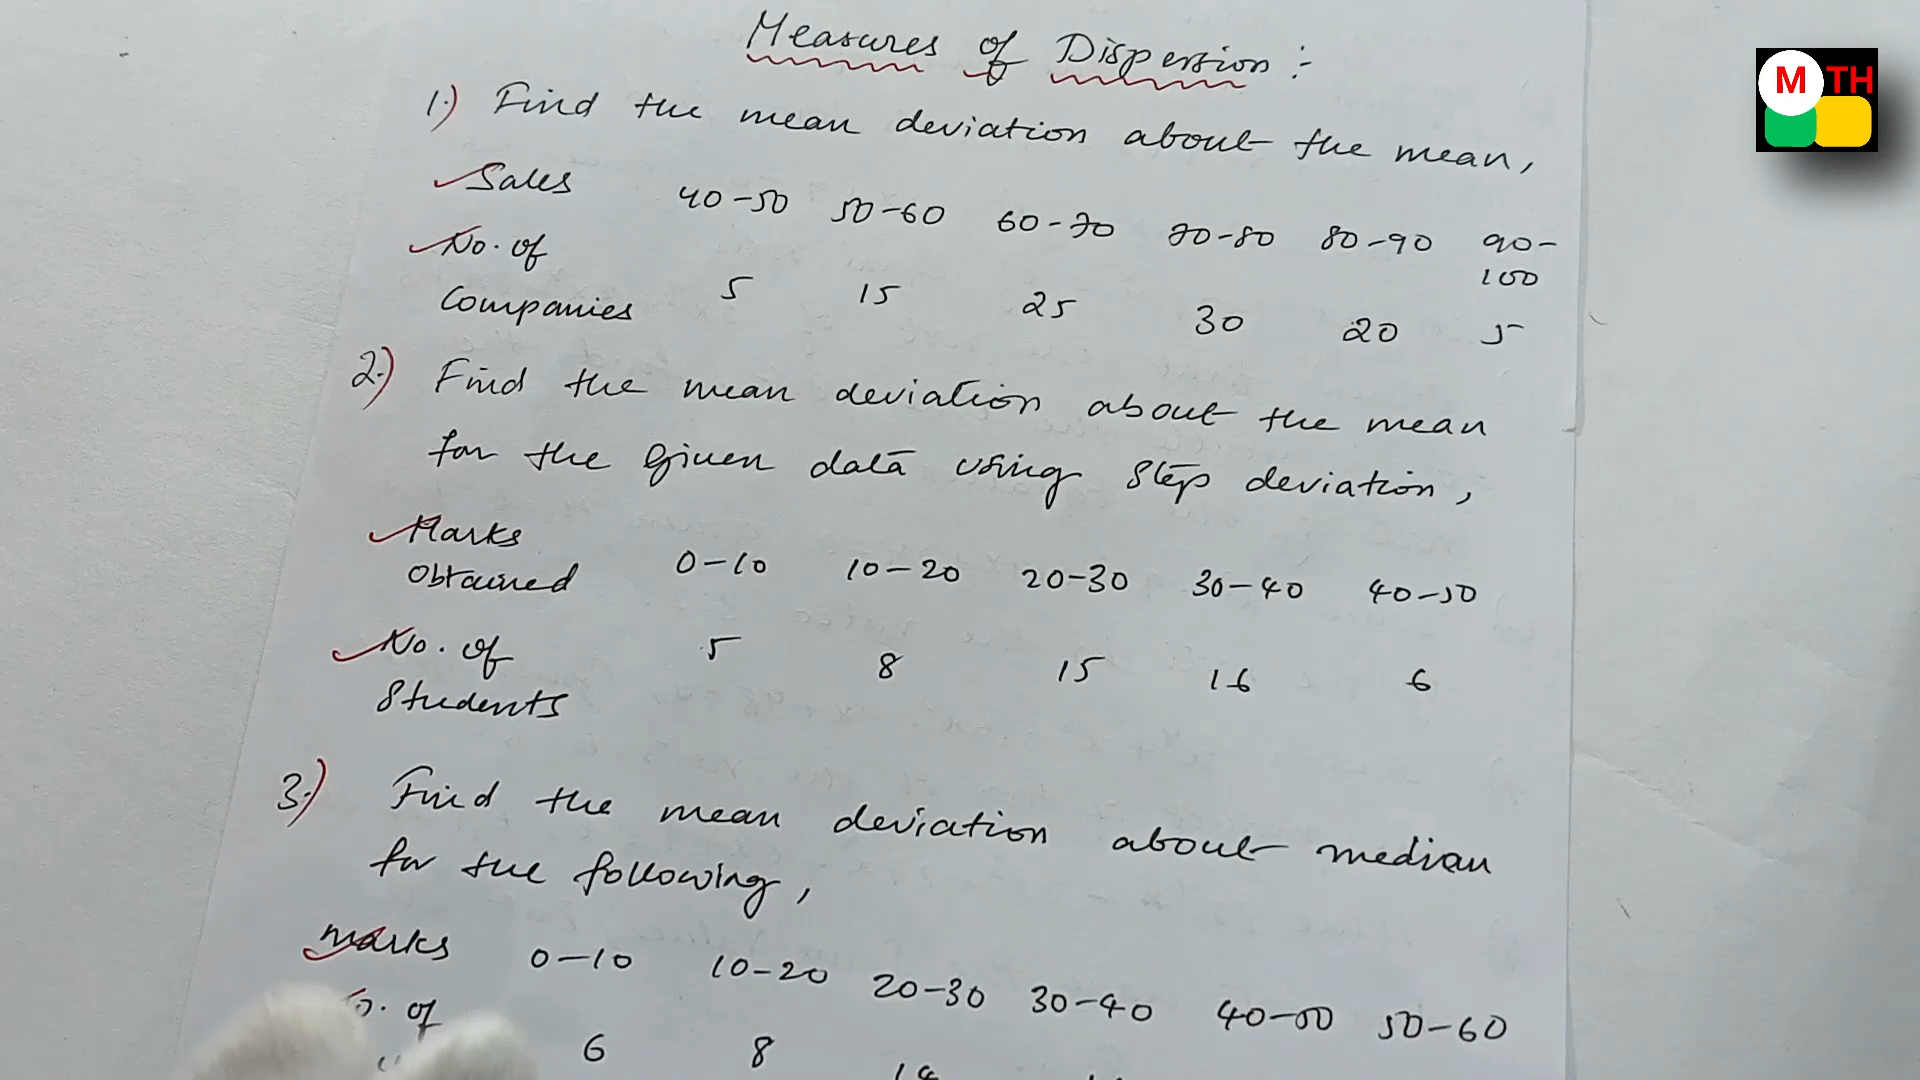 Measures of Dispersion :-
1.) Find the mean deviation about the mean,
Sales 40-50 50-60 60-70 70-80 80-90 90-
100
No. of
Companies 5 15 25 30 20 5
2.) Find the mean deviation about the mean
for the given data using step deviation,
Marks
Obtained 0-10 10-20 20-30 30-40 40-50
No. of
Students 5 8 15 16 6
3.) Find the mean deviation about median
for the following,
Marks 0-10 10-20 20-30 30-40 40-50 50-60
of
6 8
M TH